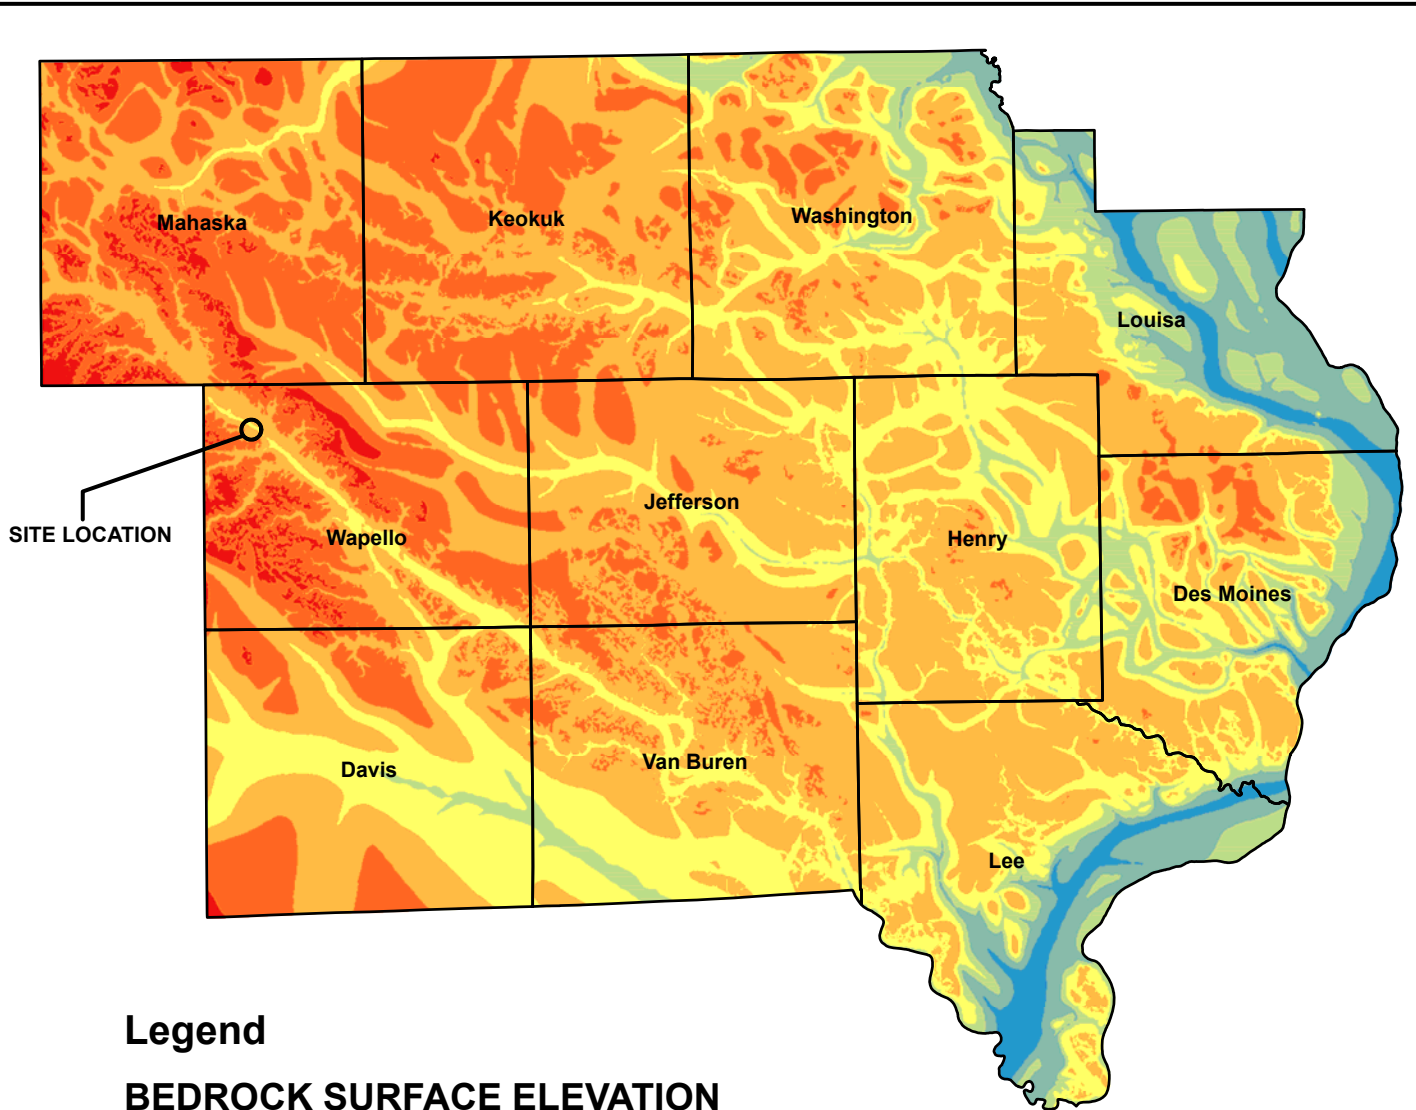 Mahaska
Keokuk
Washington
Louisa
SITE LOCATION
Wapello
Jefferson
Henry
Des Moines
Davis
Van Buren
Lee
Legend
BEDROCK SURFACE ELEVATION